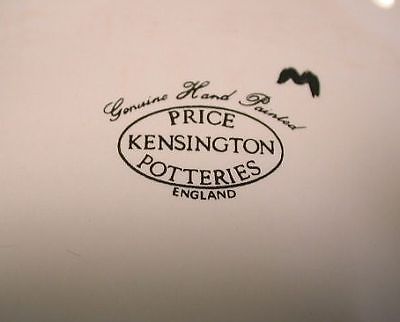 Genuine Hand Painted
PRICE
KENSINGTON
POTTERIES
ENGLAND